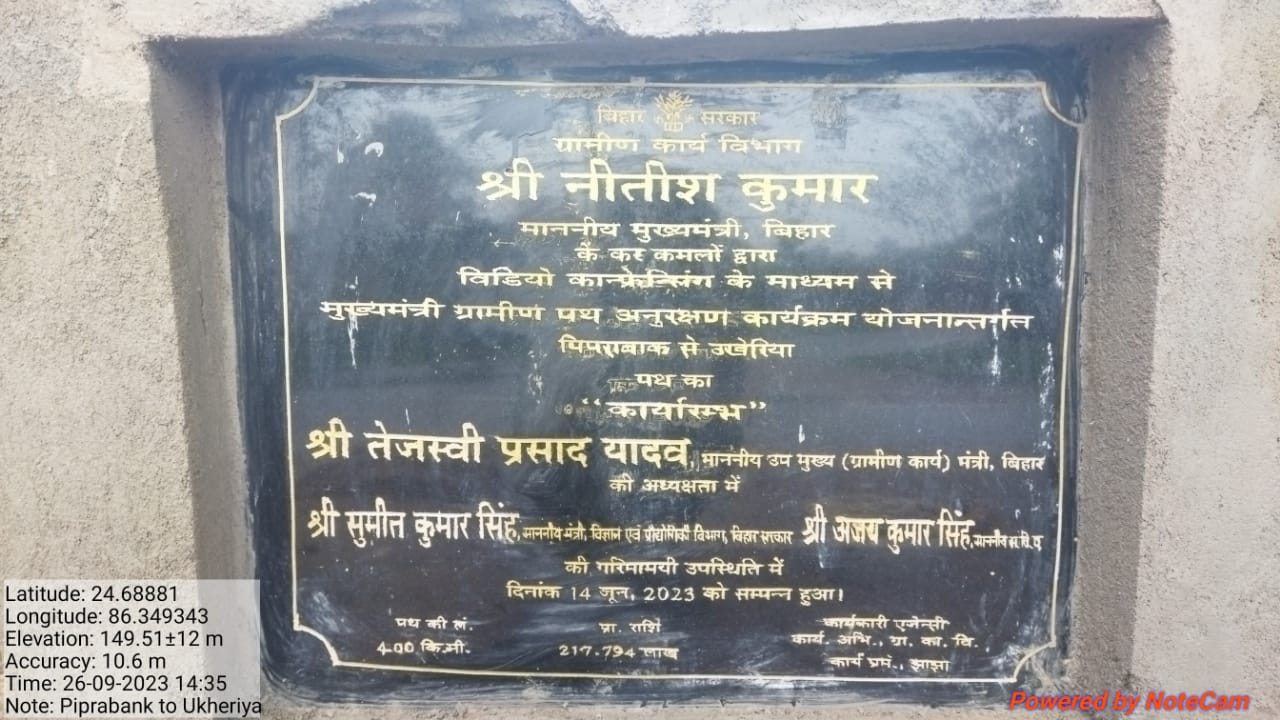 बिहार सरकार
ग्रामीण कार्य विभाग
श्री नीतीश कुमार
माननीय मुख्यमंत्री, बिहार
के कर कमलों द्वारा
विडियो कान्फ्रेन्सिंग के माध्यम से
मुख्यमंत्री ग्रामीण पथ अनुरक्षण कार्यक्रम योजनान्तर्गत
पिपराबांक से उखेरिया
पथ का
“कार्यारम्भ”
श्री तेजस्वी प्रसाद यादव, माननीय उप मुख्य (ग्रामीण कार्य) मंत्री, बिहार
की अध्यक्षता में
श्री सुमीत कुमार सिंह, माननीय मंत्री, विज्ञान एवं प्रौद्योगिकी विभाग, बिहार सरकार श्री अजय कुमार सिंह, माननीय स. वि. प.
की गरिमामयी उपस्थिति में
दिनांक 14 जून, 2023 को सम्पन्न हुआ।
पथ की लं. प्रा. राशि कार्यकारी एजेन्सी
4.00 कि.मी. 217.794 लाख कार्य. अभि., ग्रा. का. वि.
कार्य प्रमं., झाझा
Latitude: 24.68881
Longitude: 86.349343
Elevation: 149.51±12 m
Accuracy: 10.6 m
Time: 26-09-2023 14:35
Note: Piprabank to Ukheriya
Powered by NoteCam